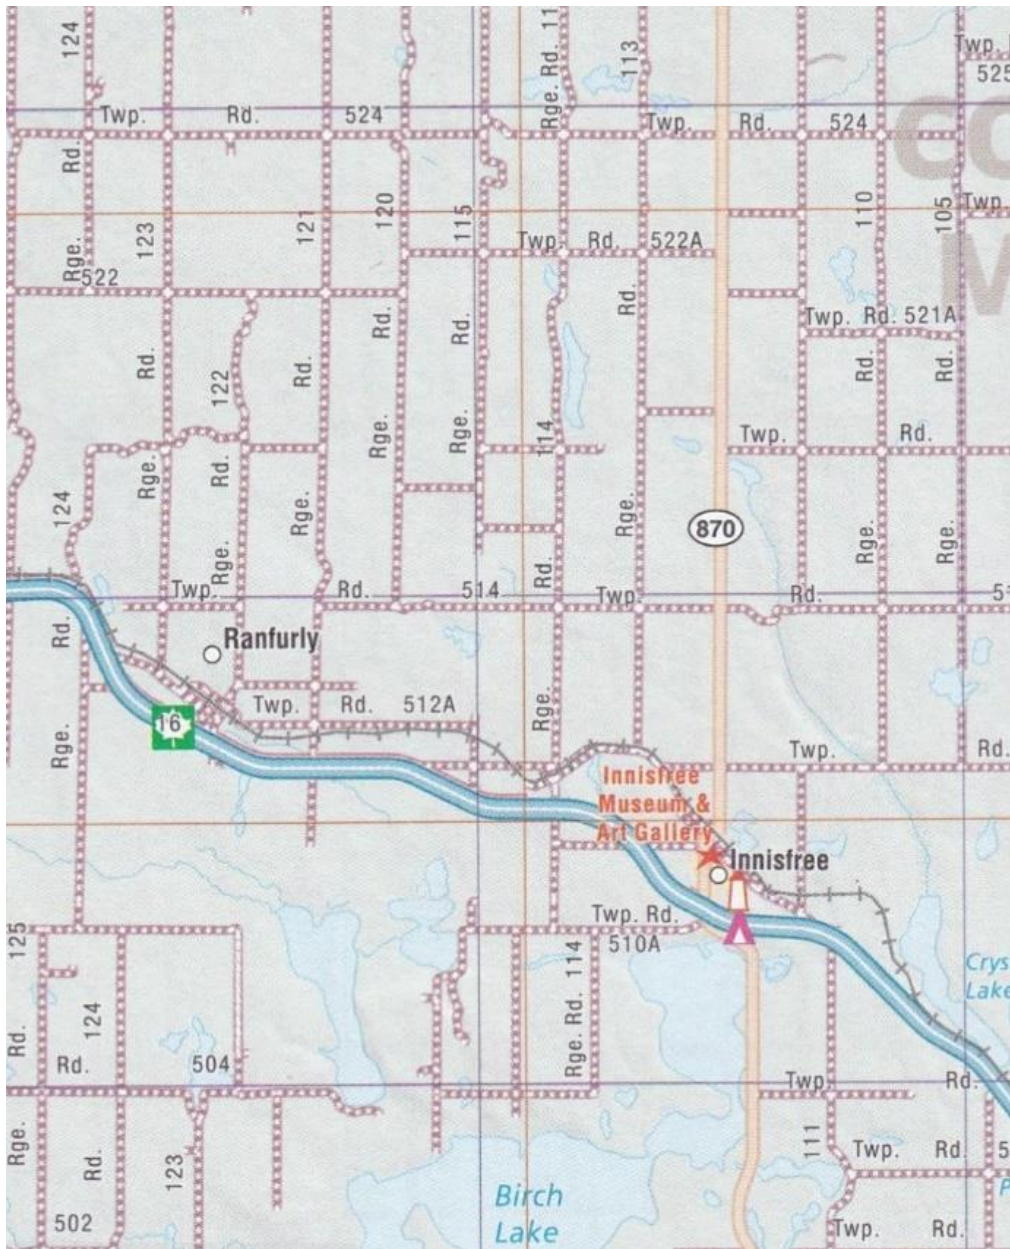 124
Rge. Rd. 11
113
Twp.
525
Twp. Rd. 524
Twp. Rd. 524
CO
Rd.
Rge.
123
121
120
115
110
105
Twp
Twp. Rd. 522A
M
522
Rd.
Rd.
Rd.
Rd.
Rd.
Twp. Rd. 521A
Rd.
Rd.
122
Rge.
Rge.
114
Twp. Rd.
Rge.
Rd.
124
Rge.
Rge.
Rge.
870
Rge.
Rge.
Rge.
Rd.
Twp. Rd. 514
Twp. Rd. 51
Ranfurly
Rd.
Twp. Rd. 512A
Rge.
16
Rge.
Twp. Rd.
Innisfree
Museum &
Art Gallery
Innisfree
Twp. Rd.
510A
125
Rge. Rd. 114
Crys
Lake
124
Rd.
Rd. 504
Twp. Rd.
Rge.
Rd.
123
111
Twp. Rd. 5
P
Birch
Lake
502
Twp. Rd.